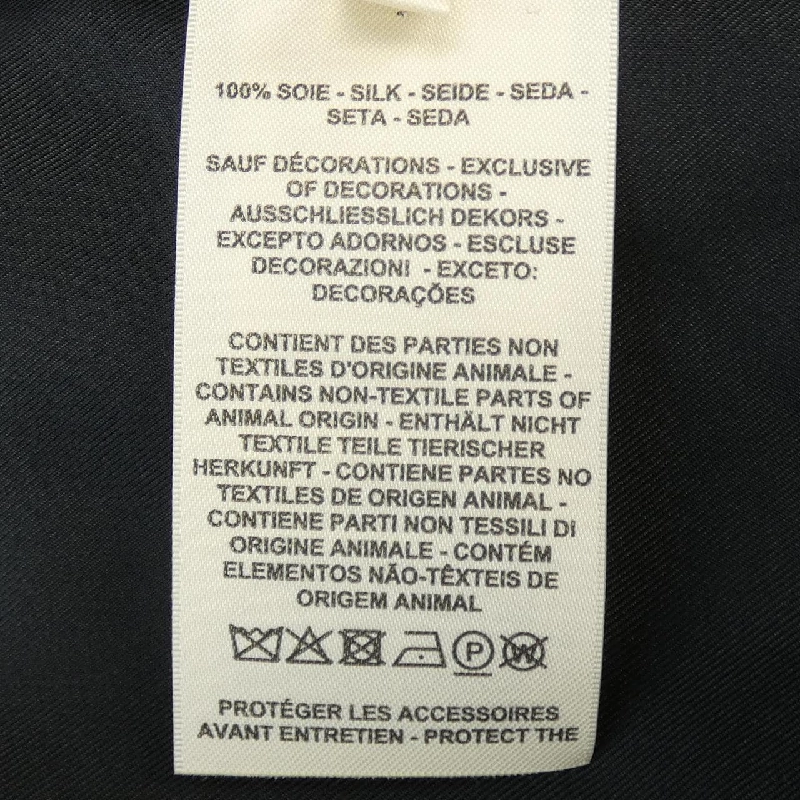 100% SOIE - SILK - SEIDE - SEDA -
SETA - SEDA
SAUF DÉCORATIONS - EXCLUSIVE
OF DECORATIONS -
AUSSCHLIESSLICH DEKORS -
EXCEPTO ADORNOS - ESCLUSE
DECORAZIONI - EXCETO:
DECORAÇÕES
CONTIENT DES PARTIES NON
TEXTILES D'ORIGINE ANIMALE -
CONTAINS NON-TEXTILE PARTS OF
ANIMAL ORIGIN - ENTHÄLT NICHT
TEXTILE TEILE TIERISCHER
HERKUNFT - CONTIENE PARTES NO
TEXTILES DE ORIGEN ANIMAL -
CONTIENE PARTI NON TESSILI DI
ORIGINE ANIMALE - CONTÉM
ELEMENTOS NÃO-TÊXTEIS DE
ORIGEM ANIMAL
P W
PROTÉGER LES ACCESSOIRES
AVANT ENTRETIEN - PROTECT THE